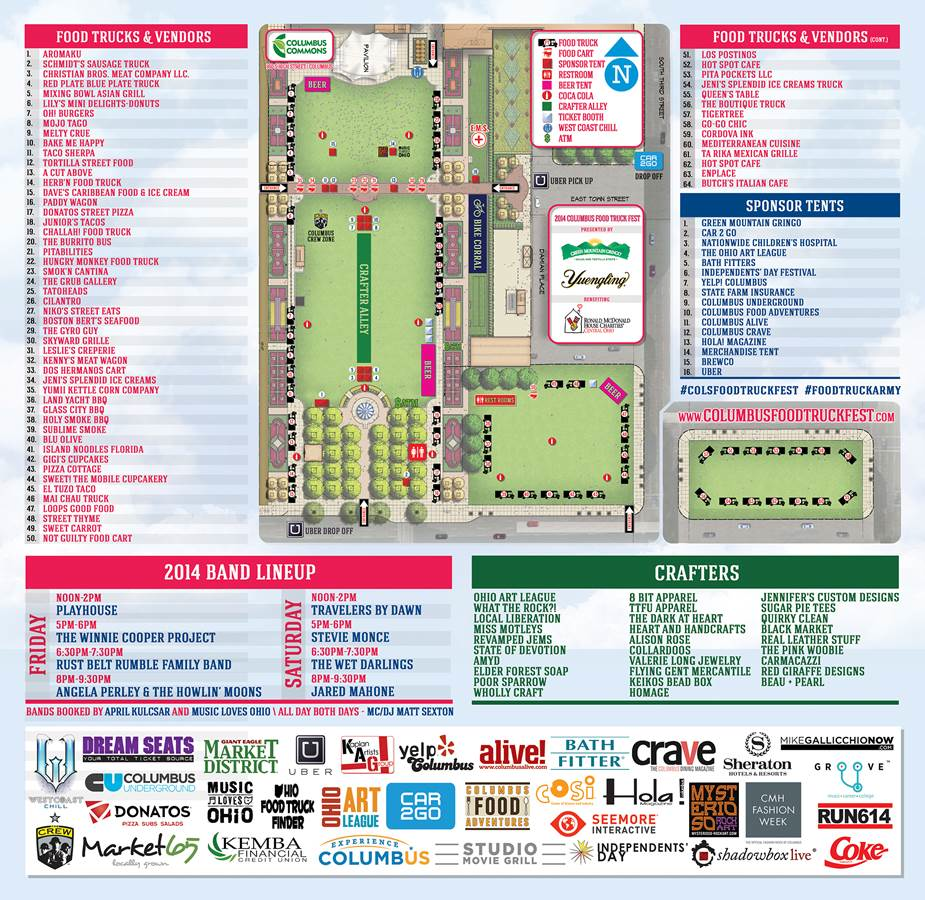 FOOD TRUCKS & VENDORS
1. AROMAKU
2. SCHMIDT'S SAUSAGE TRUCK
3. CHRISTIAN BROS. MEAT COMPANY LLC.
4. RED PLATE BLUE PLATE TRUCK
5. MIXING BOWL ASIAN GRILL
6. LILY'S MINI DELIGHTS-DONUTS
7. OH! BURGERS
8. MOJO TAGO
9. MELTY CRUE
10. BAKE ME HAPPY
11. TACO SHERPA
12. TORTILLA STREET FOOD
13. A CUT ABOVE
14. HERB'N FOOD TRUCK
15. DAVE'S CARIBBEAN FOOD & ICE CREAM
16. PADDY WAGON
17. DONATOS STREET PIZZA
18. JUNIOR'S TACOS
19. CHALLAH! FOOD TRUCK
20. THE BURRITO BUS
21. PITABILITIES
22. HUNGRY MONKEY FOOD TRUCK
23. SMOK'N CANTINA
24. THE GRUB GALLERY
25. TATOHEADS
26. CILANTRO
27. NIKO'S STREET EATS
28. BOSTON BERT'S SEAFOOD
29. THE GYRO GUY
30. SKYWARD GRILLE
31. LESLIE'S CREPERIE
32. KENNY'S MEAT WAGON
33. DOS HERMANOS CART
34. JENI'S SPLENDID ICE CREAMS
35. YUMII KETTLE CORN COMPANY
36. LAND YACHT BBQ
37. GLASS CITY BBQ
38. HOLY SMOKE BBQ
39. SUBLIME SMOKE
40. BLU OLIVE
41. ISLAND NOODLES FLORIDA
42. GIGI'S CUPCAKES
43. PIZZA COTTAGE
44. SWEET! THE MOBILE CUPCAKERY
45. EL TUZO TACO
46 MAI CHAU TRUCK
47. LOOPS GOOD FOOD
48. STREET THYME
49. SWEET CARROT
50. NOT GUILTY FOOD CART
COLUMBUS
COMMONS
PAVILION
BEER
FOOD TRUCK
FOOD CART
SPONSOR TENT
RESTROOM
BEER TENT
COCA COLA
CRAFTER ALLEY
TICKET BOOTH
WEST COAST CHILL
ATM
N
SOUTH THIRD STREET
E.M.S.
CAR
2GO
DROP OFF
UBER PICK UP
EAST TOWN STREET
ENTRANCE
ENTRANCE
COLUMBUS
CREW ZONE
CRAFTER ALLEY
BIKE CORRAL
DAMIAN PLACE
2014 COLUMBUS FOOD TRUCK FEST
PRESENTED BY
GREEN MOUNTAIN GRINGO
Yuengling
BENEFITING
RONALD MCDONALD
HOUSE CHARITIES
CENTRAL OHIO
BEER
REST ROOMS
BEER
UBER DROP OFF
FOOD TRUCKS & VENDORS (CONT.)
51. LOS POSTINOS
52. HOT SPOT CAFE
53. PITA POCKETS LLC
54. JENI'S SPLENDID ICE CREAMS TRUCK
55. QUEEN'S TABLE
56. THE BOUTIQUE TRUCK
57. TIGERTREE
58. GO-GO CHIC
59. CORDOVA INK
60. MEDITERRANEAN CUISINE
61. TA RIKA MEXICAN GRILLE
62. HOT SPOT CAFE
63. ENPLACE
64. BUTCH'S ITALIAN CAFE
SPONSOR TENTS
1. GREEN MOUNTAIN GRINGO
2. CAR 2 GO
3. NATIONWIDE CHILDREN'S HOSPITAL
4. THE OHIO ART LEAGUE
5. BATH FITTERS
6. INDEPENDENTS' DAY FESTIVAL
7. YELP! COLUMBUS
8. STATE FARM INSURANCE
9. COLUMBUS UNDERGROUND
10. COLUMBUS FOOD ADVENTURES
11. COLUMBUS ALIVE
12. COLUMBUS CRAVE
13. HOLA! MAGAZINE
14. MERCHANDISE TENT
15. BREWCO
16. UBER
#COLSFOODTRUCKFEST #FOODTRUCKARMY
WWW.COLUMBUSFOODTRUCKFEST.COM
2014 BAND LINEUP
FRIDAY
NOON-2PM
PLAYHOUSE
5PM-6PM
THE WINNIE COOPER PROJECT
6:30PM-7:30PM
RUST BELT RUMBLE FAMILY BAND
8PM-9:30PM
ANGELA PERLEY & THE HOWLIN' MOONS
SATURDAY
NOON-2PM
TRAVELERS BY DAWN
5PM-6PM
STEVIE MONCE
6:30PM-7:30PM
THE WET DARLINGS
8PM-9:30PM
JARED MAHONE
BANDS BOOKED BY APRIL KULCSAR AND MUSIC LOVES OHIO \ ALL DAY BOTH DAYS - MC/DJ MATT SEXTON
CRAFTERS
OHIO ART LEAGUE
WHAT THE ROCK?!
LOCAL LIBERATION
MISS MOTLEYS
REVAMPED JEMS
STATE OF DEVOTION
AMYD
ELDER FOREST SOAP
POOR SPARROW
WHOLLY CRAFT
8 BIT APPAREL
TTFU APPAREL
THE DARK AT HEART
HEART AND HANDCRAFTS
ALISON ROSE
COLLARDOOS
VALERIE LONG JEWELRY
FLYING GENT MERCANTILE
KEIKOS BEAD BOX
HOMAGE
JENNIFER'S CUSTOM DESIGNS
SUGAR PIE TEES
QUIRKY CLEAN
BLACK MARKET
REAL LEATHER STUFF
THE PINK WOOBIE
CARMACAZZI
RED GIRAFFE DESIGNS
BEAU + PEARL
WESTCOAST
CHILL
DREAM SEATS
YOUR TOTAL TICKET SOURCE
GIANT EAGLE
MARKET
DISTRICT
UBER
Kaplan
Artists
Group
yelp
Columbus
alive!
www.columbusalive.com
BATH
FITTER
crave
THE COLUMBUS DINING MAGAZINE
Sheraton
HOTELS & RESORTS
MIKEGALLICCHIONOW
.COM
GROOVE
CU COLUMBUS
UNDERGROUND
MUSIC
LOVES
OHIO
OHIO
FOOD
TRUCK
FINDER
OHIO
ART
LEAGUE
CAR
2GO
COLUMBUS
FOOD
ADVENTURES
COSI
Hola
Magazine
SEEMORE
INTERACTIVE
MYST
ERIO
SO
ROCK
ART
CMH
FASHION
WEEK
RUN614
DONATOS
PIZZA SUBS SALADS
CREW
Market65
locally grown
KEMBA
FINANCIAL
CREDIT UNION
EXPERIENCE
COLUMBUS
STUDIO
MOVIE GRILL
INDEPENDENTS'
DAY
shadowbox live
Coke